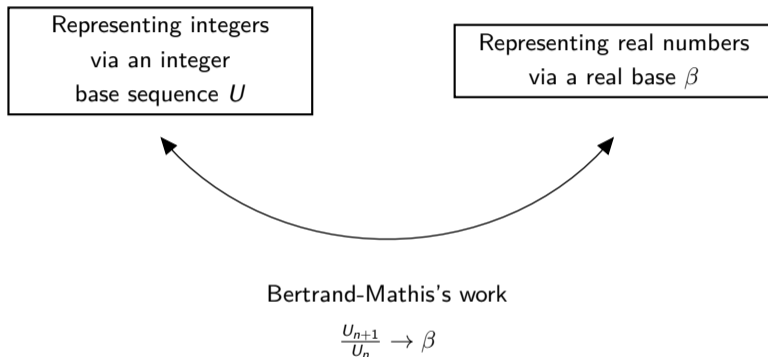 Representing integers
via an integer
base sequence U
Representing real numbers
via a real base β
Bertrand-Mathis's work
U_{n+1}/U_n → β